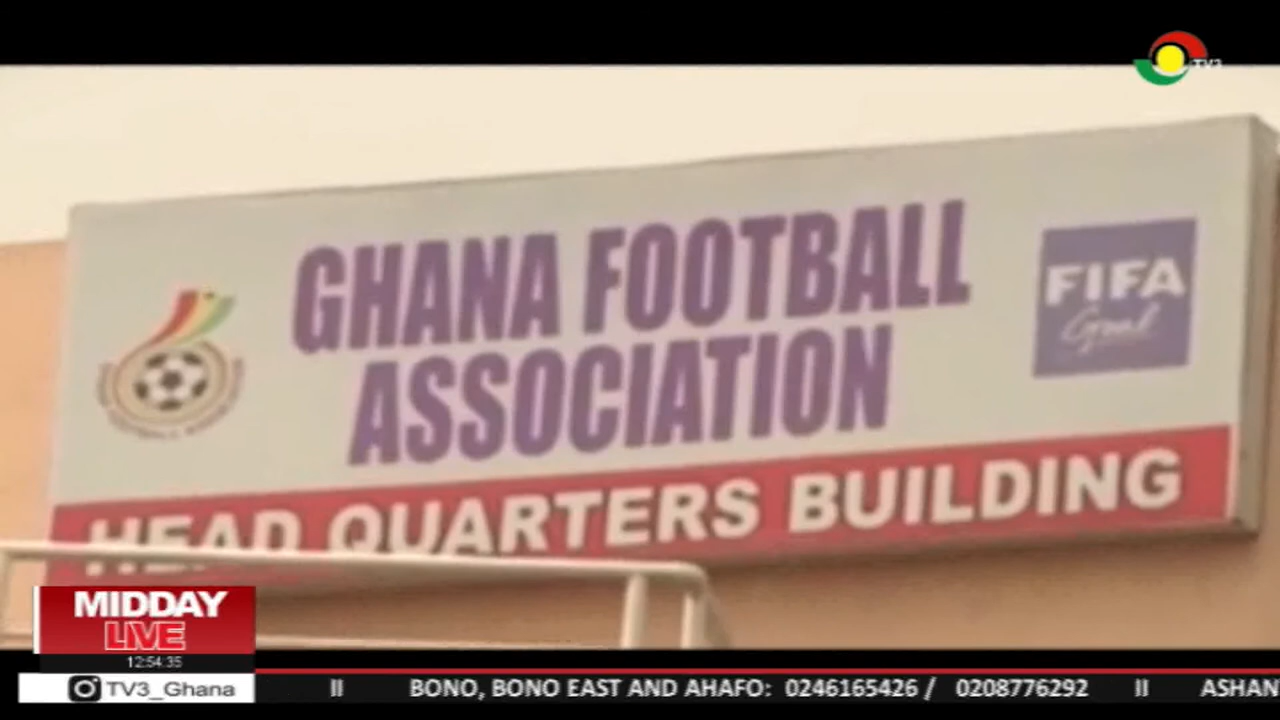 TV3
GHANA FOOTBALL
ASSOCIATION
FIFA
Goal
HEAD QUARTERS BUILDING
MIDDAY
LIVE
12:54:35
TV3_Ghana
BONO, BONO EAST AND AHAFO: 0246165426 / 0208776292 || ASHAN